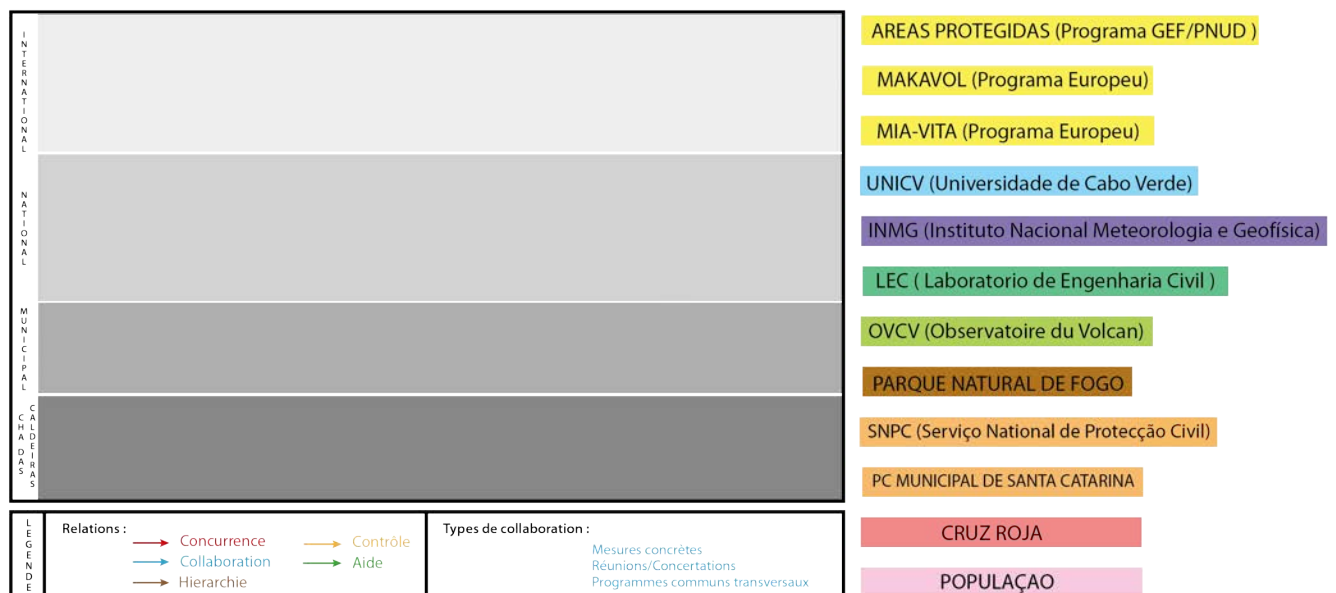 INTERNATIONAL
NATIONAL
MUNICIPAL
CHA DAS
CALDEIRAS
AREAS PROTEGIDAS (Programa GEF/PNUD )
MAKAVOL (Programa Europeu)
MIA-VITA (Programa Europeu)
UNICV (Universidade de Cabo Verde)
INMG (Instituto Nacional Meteorologia e Geofísica)
LEC ( Laboratorio de Engenharia Civil )
OVCV (Observatoire du Volcan)
PARQUE NATURAL DE FOGO
SNPC (Serviço National de Protecção Civil)
PC MUNICIPAL DE SANTA CATARINA
CRUZ ROJA
POPULAÇAO
LEGENDE
Relations :
Concurrence
Collaboration
Hierarchie
Contrôle
Aide
Types de collaboration :
Mesures concrètes
Réunions/Concertations
Programmes communs transversaux